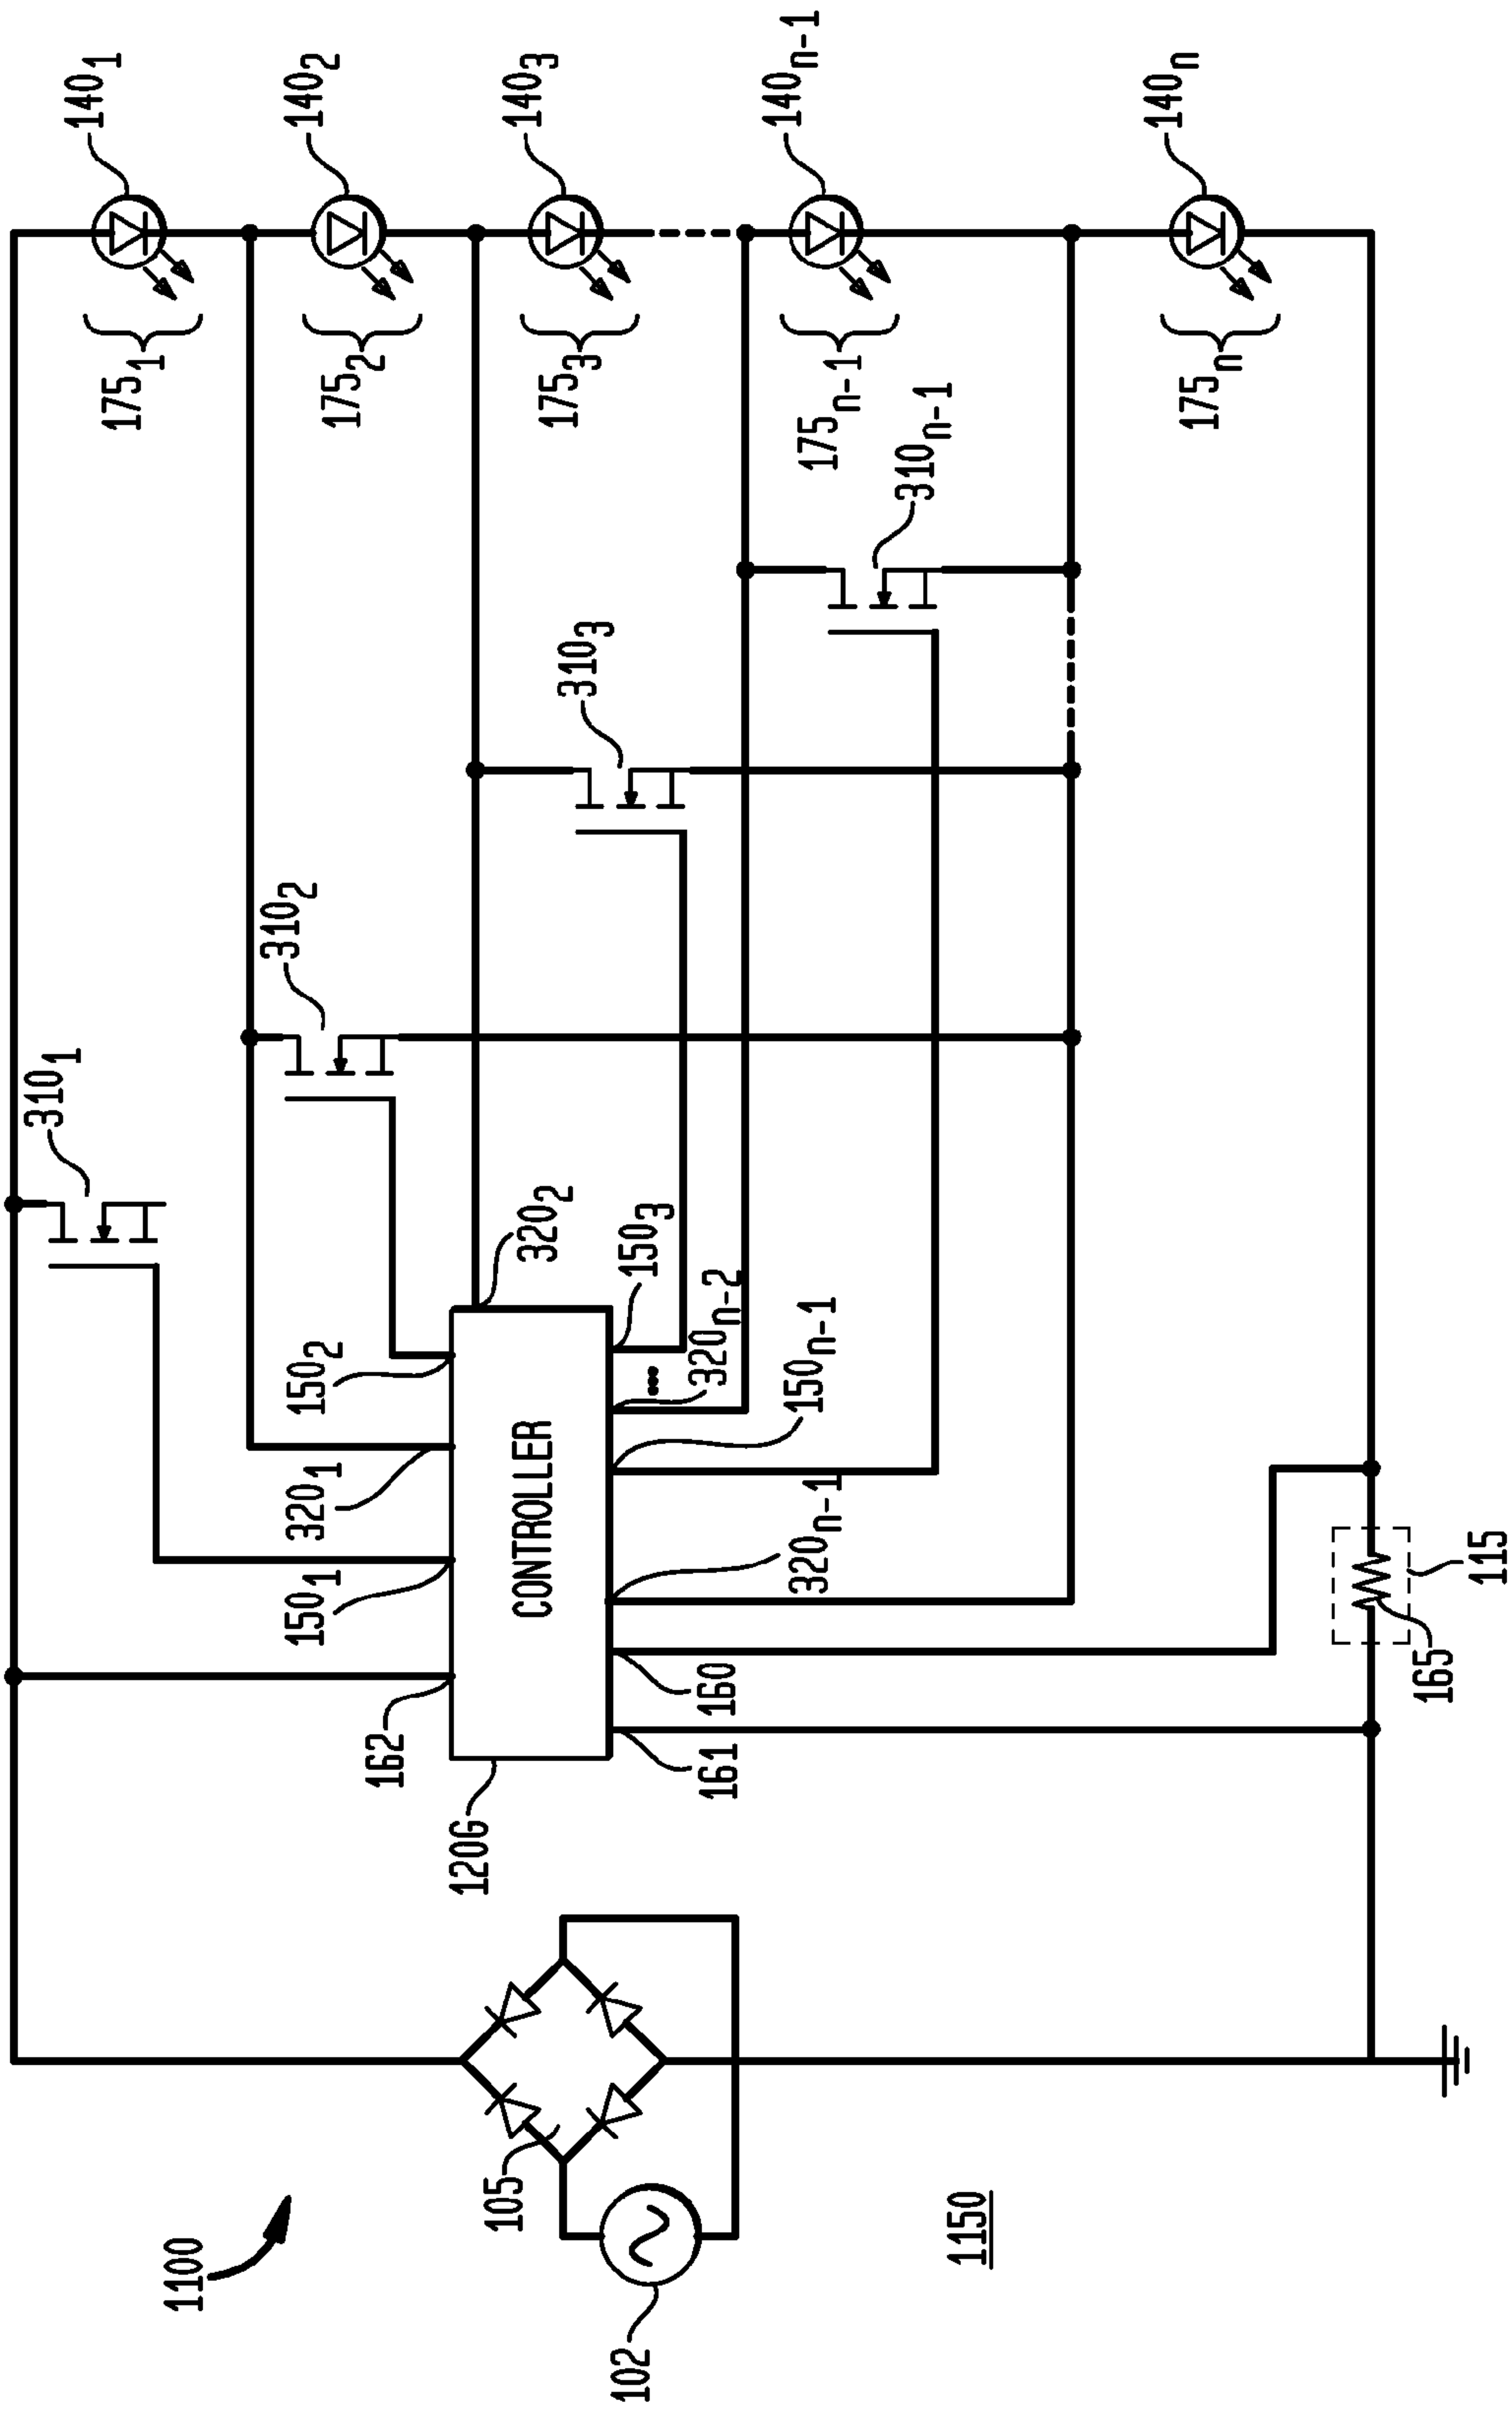 1100
102
105
1150
162
120G
150₁
320₁
150₂
310₁
310₂
CONTROLLER
320₂
161
160
320ₙ₋₁
150ₙ₋₁
320ₙ₋₂
150₃
310₃
310ₙ₋₁
165
115
175₁
175₂
175₃
175ₙ₋₁
175ₙ
140₁
140₂
140₃
140ₙ₋₁
140ₙ